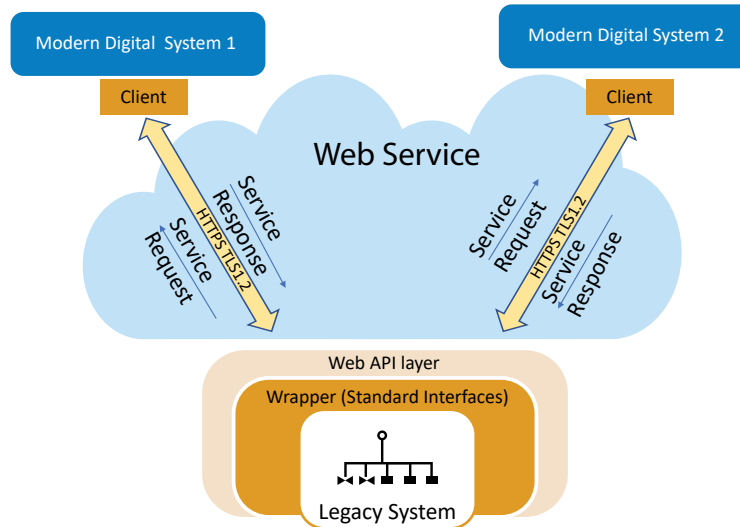 Modern Digital System 1
Modern Digital System 2
Client
Client
Web Service
Service
Response
HTTPS TLS1.2
Service
Request
Service
Request
HTTPS TLS1.2
Service
Response
Web API layer
Wrapper (Standard Interfaces)
Legacy System